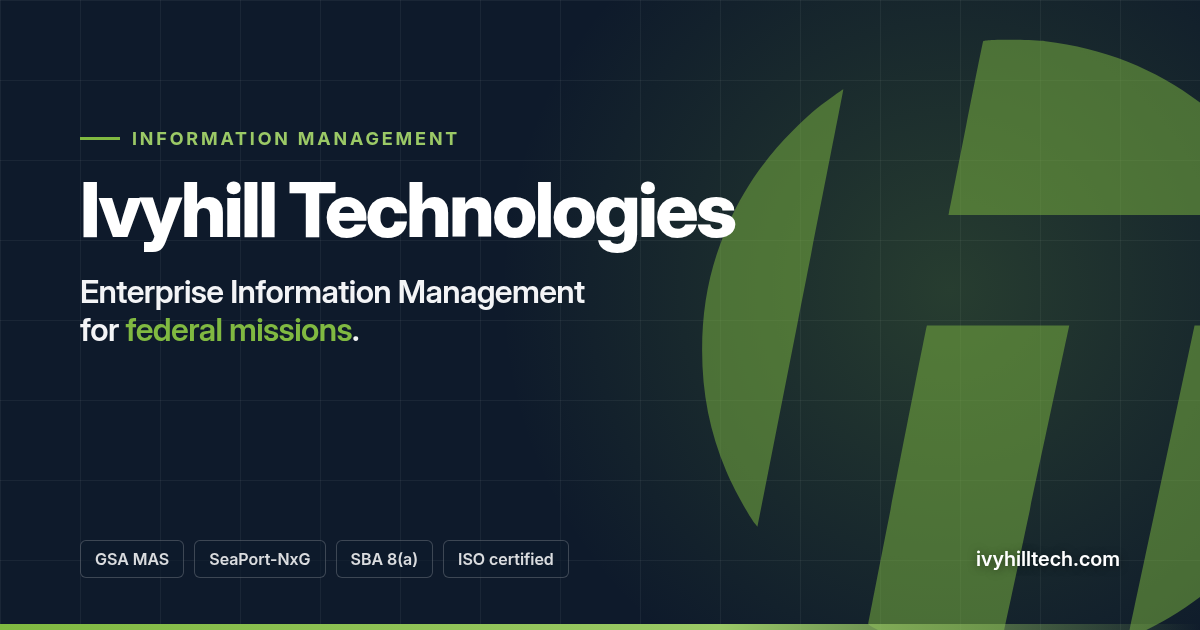 INFORMATION MANAGEMENT
Ivyhill Technologies
Enterprise Information Management
for federal missions.
GSA MAS
SeaPort-NxG
SBA 8(a)
ISO certified
ivyhilltech.com